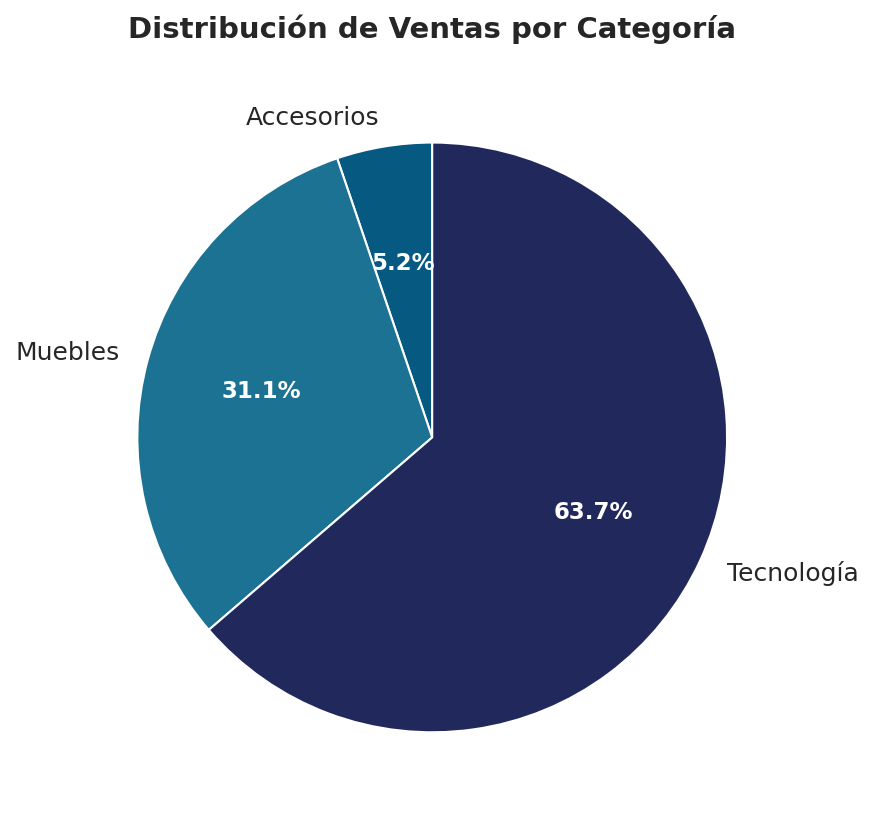 Distribución de Ventas por Categoría
Accesorios
5.2%
Muebles
31.1%
63.7%
Tecnología